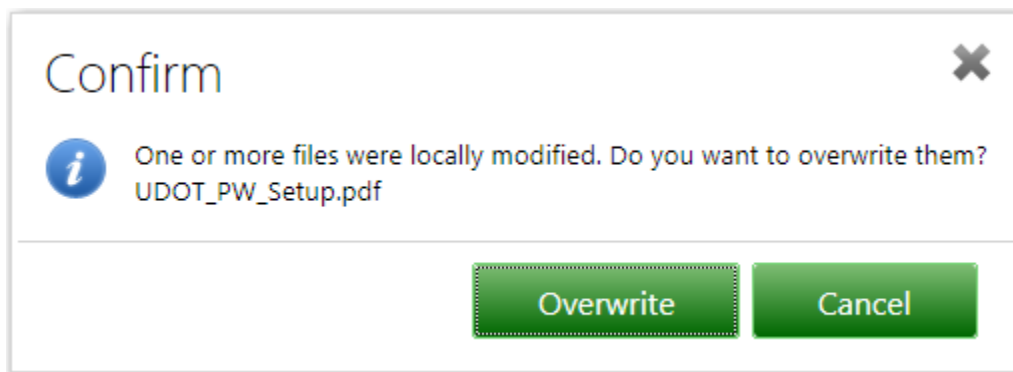 Confirm
One or more files were locally modified. Do you want to overwrite them?
UDOT_PW_Setup.pdf
Overwrite
Cancel